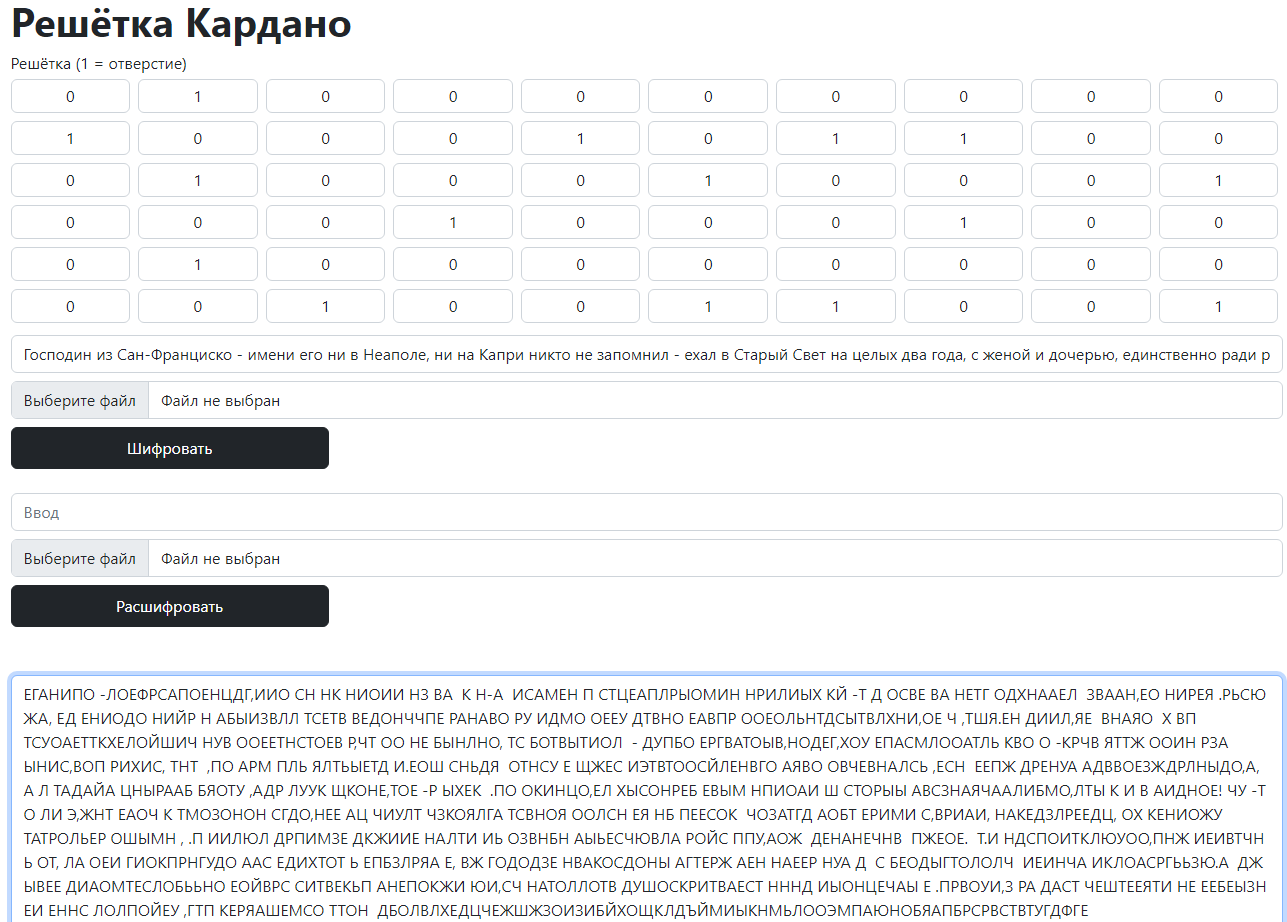 Решётка Кардано
Решётка (1 = отверстие)
0 1 0 0 0 0 0 0 0 0
1 0 0 0 1 0 1 1 0 0
0 1 0 0 0 1 0 0 0 1
0 0 0 1 0 0 0 1 0 0
0 1 0 0 0 0 0 0 0 0
0 0 1 0 0 1 1 0 0 1
Господин из Сан-Франциско - имени его ни в Неаполе, ни на Капри никто не запомнил - ехал в Старый Свет на целых два года, с женой и дочерью, единственно ради р
Выберите файл Файл не выбран
Шифровать
Ввод
Выберите файл Файл не выбран
Расшифровать
ЕГАНИПО -ЛОЕФРСАПОЕНЦДГ,ИИО СН НК НИОИИ НЗ ВА  К Н-А  ИСАМЕН П СТЦЕАПЛРЫОМИН НРИЛИЫХ КЙ -Т Д ОСВЕ ВА НЕТГ ОДХНААЕЛ  ЗВААН,ЕО НИРЕЯ .РЬСЮ
ЖА, ЕД ЕНИОДО НИЙР Н АБЫИЗВЛЛ ТСЕТВ ВЕДОНЧЧПЕ РАНАВО РУ ИДМО ОЕЕУ ДТВНО ЕАВПР ООЕОЛЬНТДСЫТВЛХНИ,ОЕ Ч ,ТШЯ.ЕН ДИИЛ,ЯЕ  ВНАЯО  Х ВП
ТСУОАЕТТКХЕЛОЙШИЧ НУВ ООЕЕТНСТОЕВ Р,ЧТ ОО НЕ БЫНЛНО, ТС БОТВЫТИОЛ  - ДУПБО ЕРГВАТОЫВ,НОДЕГ,ХОУ ЕПАСМЛООАТЛЬ КВО О -КРЧВ ЯТТЖ ООИН РЗА
ЫНИС,ВОП РИХИС, ТНТ  ,ПО АРМ ПЛЬ ЯЛТЬЫЕТД И.ЕОШ СНЬДЯ  ОТНСУ Е ЩЖЕС ИЭТВТООСЙЛЕНВГО АЯВО ОВЧЕВНАЛСЬ ,ЕСН  ЕЕПЖ ДРЕНУА АДВВОЕЗЖДРЛНЫДО,А,
А Л ТАДАЙА ЦНЫРААБ БЯОТУ ,АДР ЛУУК ЩКОНЕ,ТОЕ -Р ЫХЕК  .ПО ОКИНЦО,ЕЛ ХЫСОНРЕБ ЕВЫМ НПИОАИ Ш СТОРЫЫ АВСЗНАЯЧААЛИБМО,ЛТЫ К И В АИДНОЕ! ЧУ -Т
О ЛИ Э,ЖНТ ЕАОЧ К ТМОЗОНОН СГДО,НЕЕ АЦ ЧИУЛТ ЧЗКОЯЛГА ТСВНОЯ ООЛСН ЕЯ НБ ПЕЕСОК  ЧОЗАТГД АОБТ ЕРИМИ С,ВРИАИ, НАКЕДЗЛРЕЕДЦ, ОХ КЕНИОЖУ
ТАТРОЛЬЕР ОШЫМН , .П ИИЛЮЛ ДРПИМЗЕ ДКЖИИЕ НАЛТИ ИЬ ОЗВНБН АЫЬЕСЧЮВЛА РОЙС ППУ,АОЖ  ДЕНАНЕЧНВ  ПЖЕОЕ.  Т.И НДСПОИТКЛЮУОО,ПНЖ ИЕИВТЧН
Ь ОТ, ЛА ОЕИ ГИОКПРНГУДО ААС ЕДИХТОТ Ь ЕПБЗЛРЯА Е, ВЖ ГОДОДЗЕ НВАКОСДОНЫ АГТЕРЖ АЕН НАЕЕР НУА Д  С БЕОДЫГТОЛОЛЧ  ИЕИНЧА ИКЛОАСРГЬЬЗЮ.А  ДЖ
ЫВЕЕ ДИАОМТЕСЛОБЬЬНО ЕОЙВРС СИТВЕКЬП АНЕПОКЖИ ЮИ,СЧ НАТОЛЛОТВ ДУШОСКРИТВАЕСТ НННД ИЫОНЦЕЧАЫ Е .ПРВОУИ,З РА ДАСТ ЧЕШТЕЕЯТИ НЕ ЕЕБЕЫЗН
ЕИ ЕННС ЛОЛПОЙЕУ ,ГТП КЕРЯАШЕМСО ТТОН  ДБОЛВЛХЕДЦЧЕЖШЖЗОИЗИБЙХОЩКЛДЪЙМИЫКНМЬЛООЭМПАЮНОБЯАПБРСРВСТВТУГДФГЕ